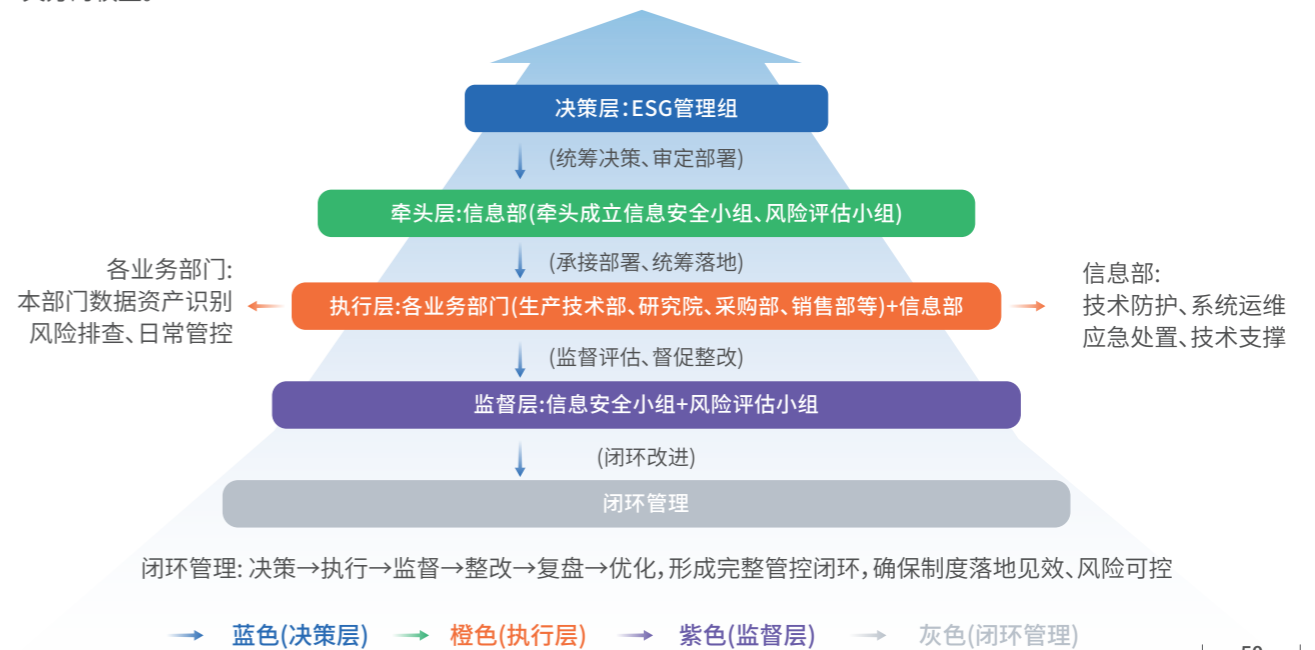 决策层：ESG管理组
(统筹决策、审定部署)
牵头层:信息部(牵头成立信息安全小组、风险评估小组)
(承接部署、统筹落地)
各业务部门:
本部门数据资产识别
风险排查、日常管控
执行层:各业务部门(生产技术部、研究院、采购部、销售部等)+信息部
信息部:
技术防护、系统运维
应急处置、技术支撑
(监督评估、督促整改)
监督层:信息安全小组+风险评估小组
(闭环改进)
闭环管理
闭环管理: 决策→执行→监督→整改→复盘→优化,形成完整管控闭环,确保制度落地见效、风险可控
蓝色(决策层) 橙色(执行层) 紫色(监督层) 灰色(闭环管理)